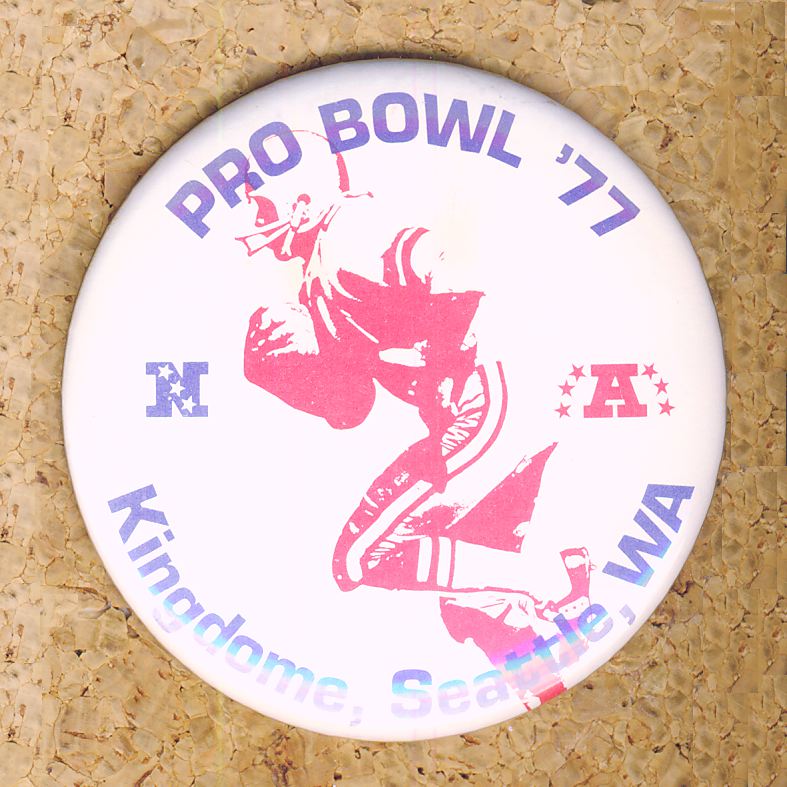 PRO BOWL '77
N A
Kingdome, Seattle, WA